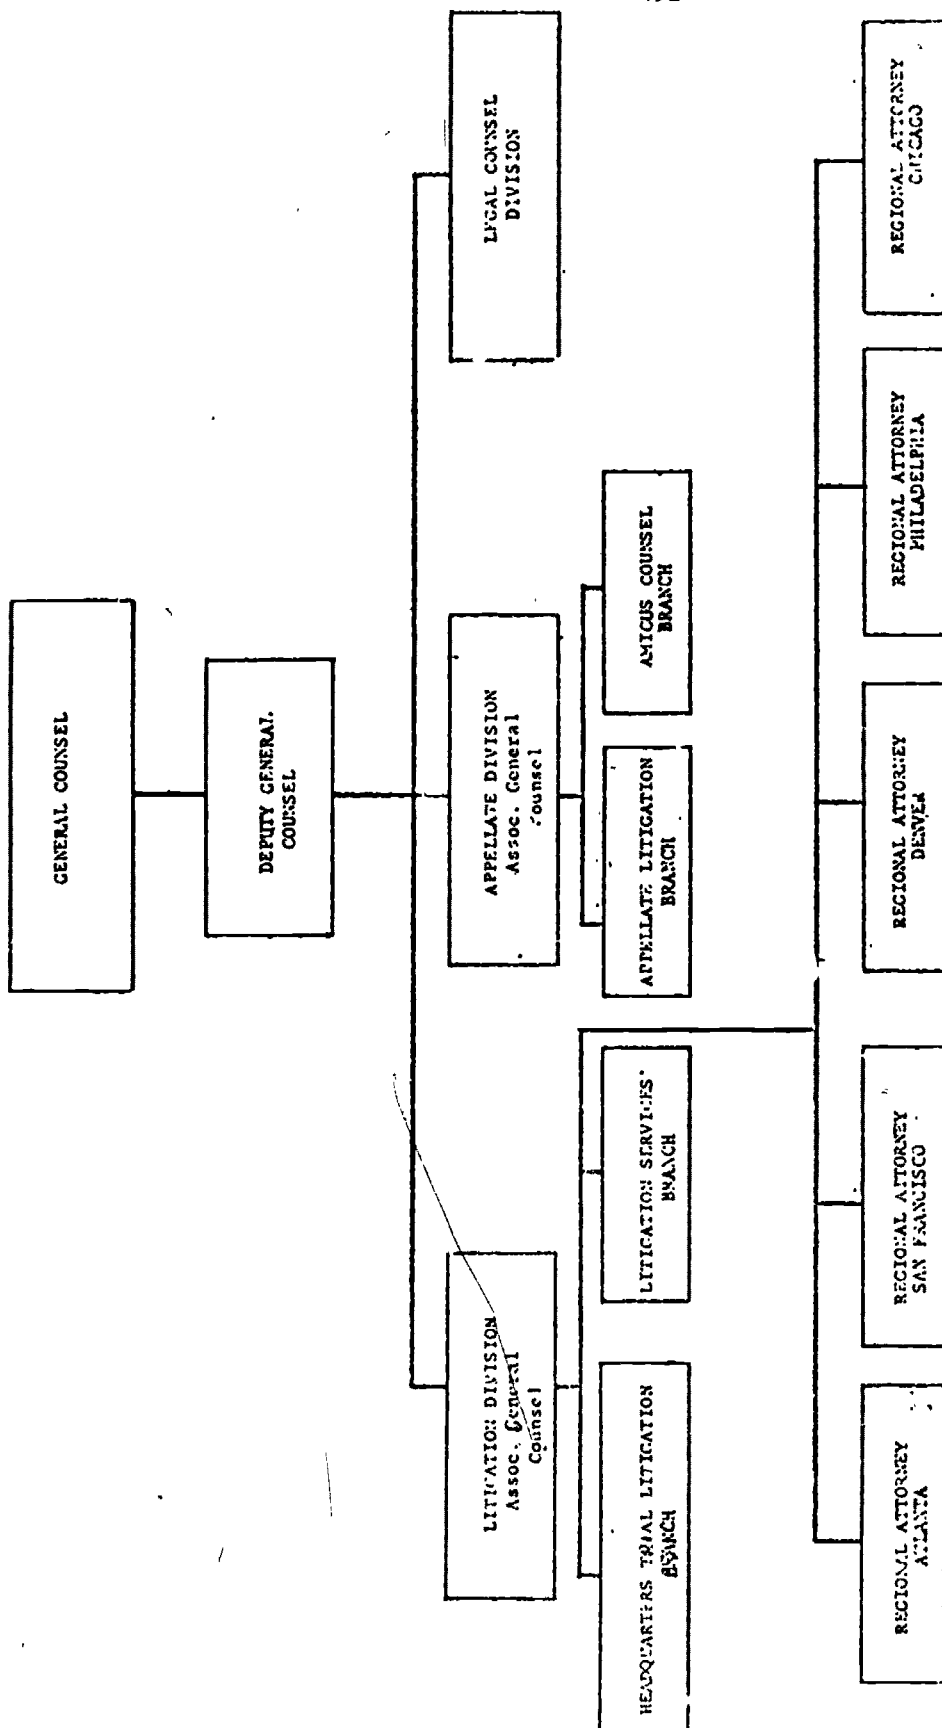 GENERAL COUNSEL
DEPUTY GENERAL
COUNSEL
LITIGATION DIVISION
Assoc. General
Counsel
APPELLATE DIVISION
Assoc. General
Counsel
LEGAL COUNSEL
DIVISION
HEADQUARTERS TRIAL LITIGATION
BRANCH
LITIGATION SERVICES
BRANCH
APPELLATE LITIGATION
BRANCH
AMICUS COUNSEL
BRANCH
REGIONAL ATTORNEY
ATLANTA
REGIONAL ATTORNEY
SAN FRANCISCO
REGIONAL ATTORNEY
DENVER
REGIONAL ATTORNEY
PHILADELPHIA
REGIONAL ATTORNEY
CHICAGO